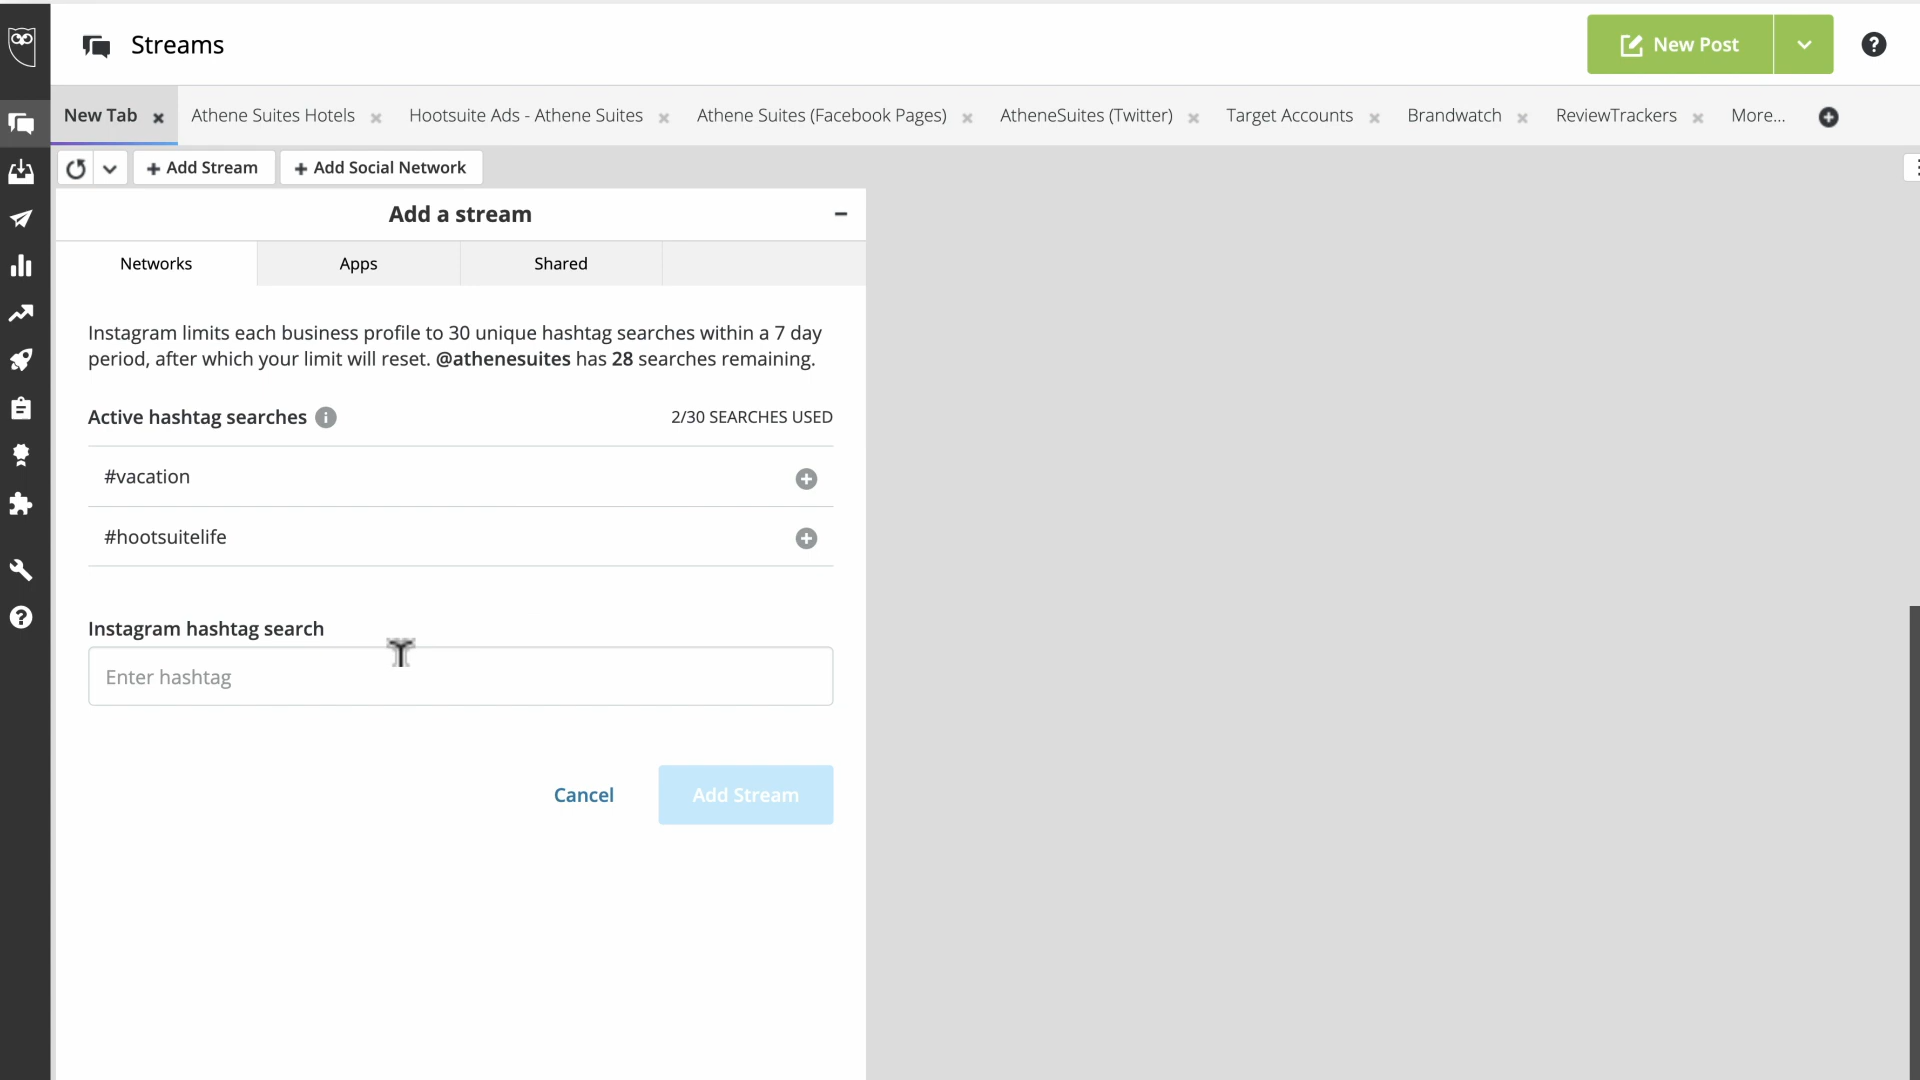 Streams
New Post
New Tab
Athene Suites Hotels
Hootsuite Ads - Athene Suites
Athene Suites (Facebook Pages)
AtheneSuites (Twitter)
Target Accounts
Brandwatch
ReviewTrackers
More...
Add Stream
Add Social Network
Add a stream
Networks
Apps
Shared
Instagram limits each business profile to 30 unique hashtag searches within a 7 day
period, after which your limit will reset. @athenesuites has 28 searches remaining.
Active hashtag searches
2/30 SEARCHES USED
#vacation
#hootsuitelife
Instagram hashtag search
Enter hashtag
Cancel
Add Stream